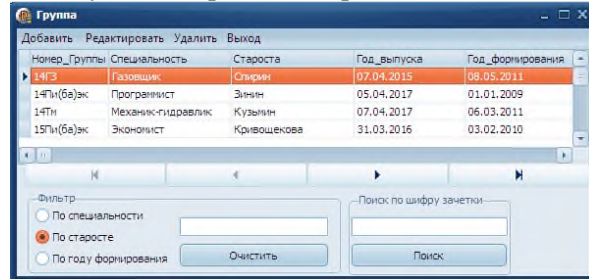 Группа
Добавить Редактировать Удалить Выход
Номер_Группы Специальность Староста Год_выпуска Год_формирования
14ГЗ Газовщик Спирин 07.04.2015 08.05.2011
14Пи(ба)эк Программист Зинин 05.04.2017 01.01.2009
14Тм Механик-гидравлик Кузьмин 07.04.2017 06.03.2011
15Пи(ба)эк Экономист Кривощекова 31.03.2016 03.02.2010
Фильтр Поиск по шифру зачетки
По специальности
По старосте
По году формирования Очистить Поиск